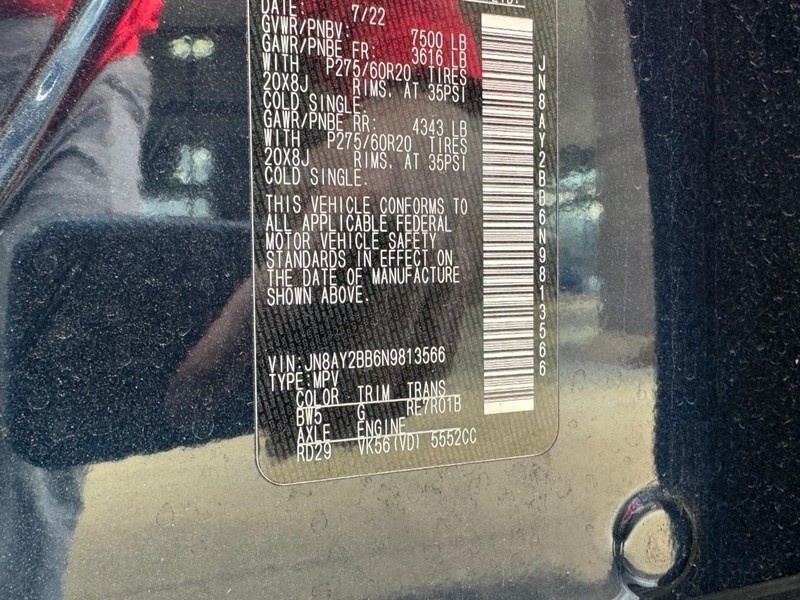 DATE: 7/22
GVWR/PNBV: 7500 LB
GAWR/PNBE FR: 3616 LB
WITH P275/60R20 TIRES
20X8J RIMS. AT 35PSI
COLD SINGLE.
GAWR/PNBE RR: 4343 LB
WITH P275/60R20 TIRES
20X8J RIMS. AT 35PSI
COLD SINGLE.
THIS VEHICLE CONFORMS TO
ALL APPLICABLE FEDERAL
MOTOR VEHICLE SAFETY
STANDARDS IN EFFECT ON
THE DATE OF MANUFACTURE
SHOWN ABOVE.
VIN:JN8AY2BB6N9813566
TYPE:MPV
COLOR TRIM TRANS
BW5 G RE7R01B
AXLE ENGINE
RD29 VK56(VD) 5552CC
JN8AY2BB6N9813566